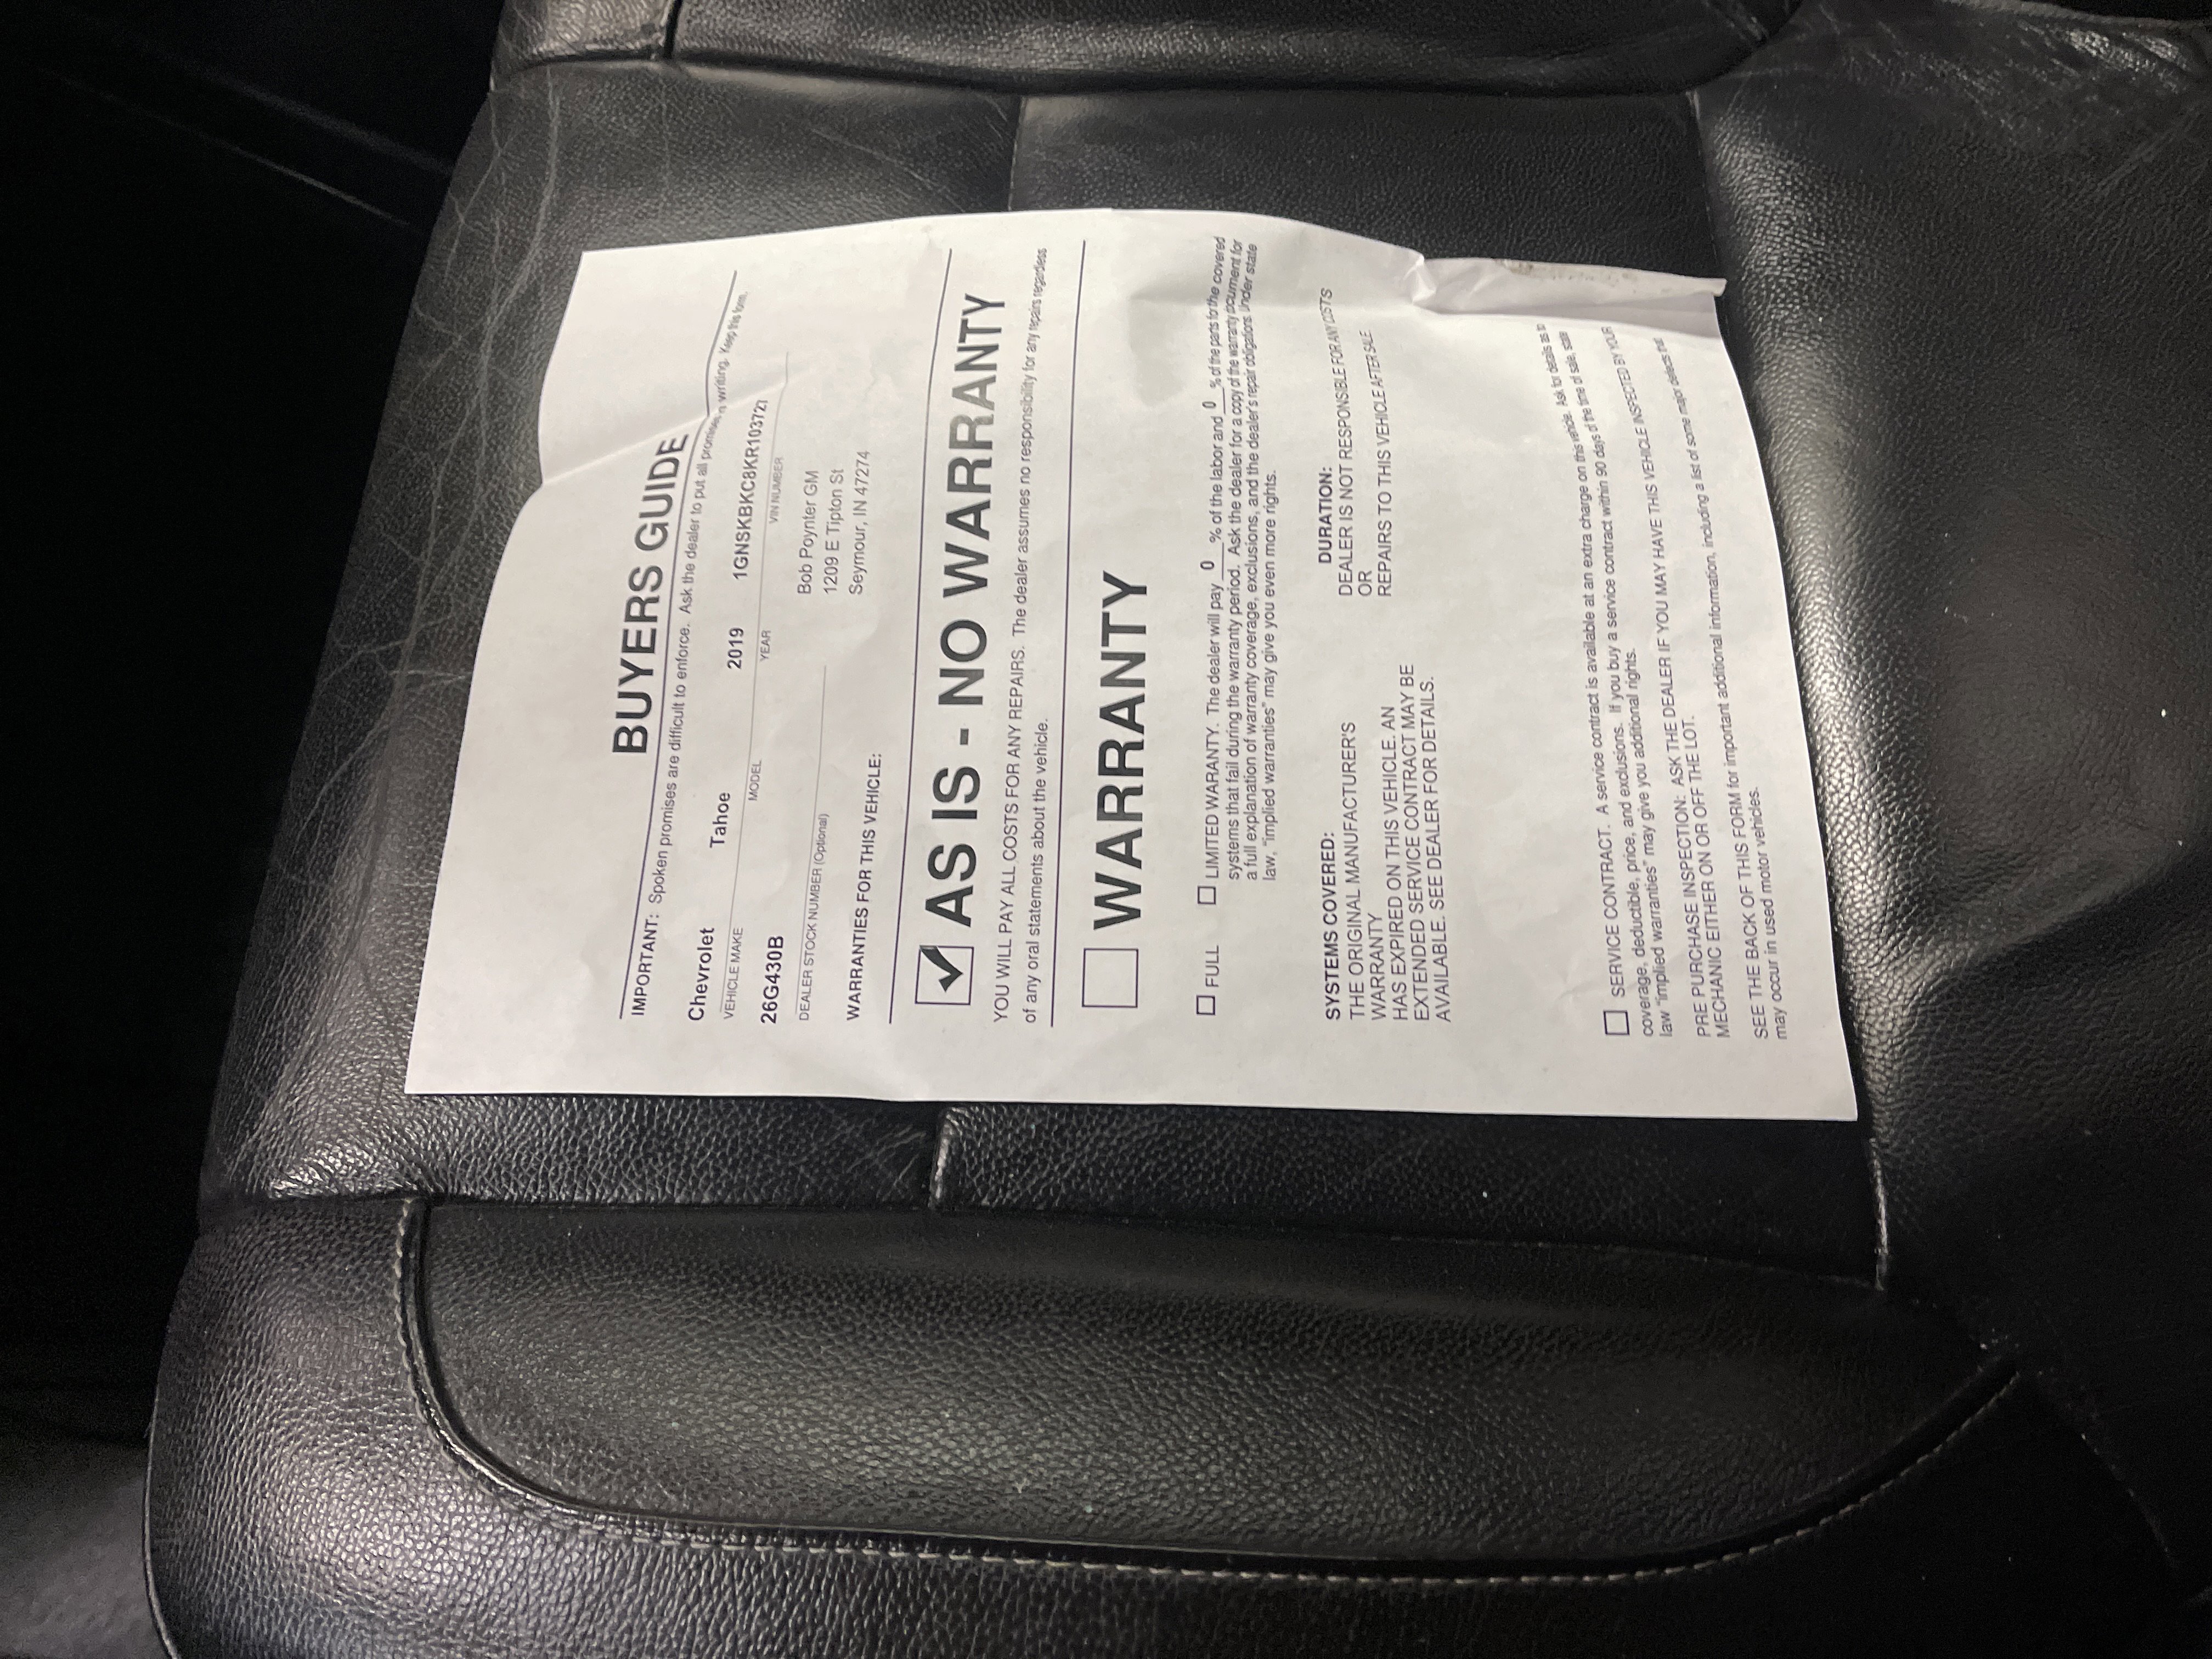 BUYERS GUIDE
IMPORTANT: Spoken promises are difficult to enforce. Ask the dealer to put all promises in writing. Keep this form.
Chevrolet Tahoe 2019 1GNSKBKC8KR103721
VEHICLE MAKE MODEL YEAR VIN NUMBER
26G430B
DEALER STOCK NUMBER (Optional)
Bob Poynter GM
1209 E Tipton St
Seymour, IN 47274
WARRANTIES FOR THIS VEHICLE:
AS IS - NO WARRANTY
YOU WILL PAY ALL COSTS FOR ANY REPAIRS. The dealer assumes no responsibility for any repairs regardless
of any oral statements about the vehicle.
WARRANTY
FULL LIMITED WARRANTY. The dealer will pay 0 % of the labor and 0 % of the parts for the covered
systems that fail during the warranty period. Ask the dealer for a copy of the warranty document for
a full explanation of warranty coverage, exclusions, and the dealer's repair obligations. Under state
law, "implied warranties" may give you even more rights.
SYSTEMS COVERED:
THE ORIGINAL MANUFACTURER'S
WARRANTY
HAS EXPIRED ON THIS VEHICLE. AN
EXTENDED SERVICE CONTRACT MAY BE
AVAILABLE. SEE DEALER FOR DETAILS.
DURATION:
DEALER IS NOT RESPONSIBLE FOR ANY COSTS
OR
REPAIRS TO THIS VEHICLE AFTER SALE
SERVICE CONTRACT. A service contract is available at an extra charge on this vehicle. Ask for details as to
coverage, deductible, price, and exclusions. If you buy a service contract within 90 days of the time of sale, state
law "implied warranties" may give you additional rights.
PRE PURCHASE INSPECTION: ASK THE DEALER IF YOU MAY HAVE THIS VEHICLE INSPECTED BY YOUR
MECHANIC EITHER ON OR OFF THE LOT.
SEE THE BACK OF THIS FORM for important additional information, including a list of some major defects that
may occur in used motor vehicles.